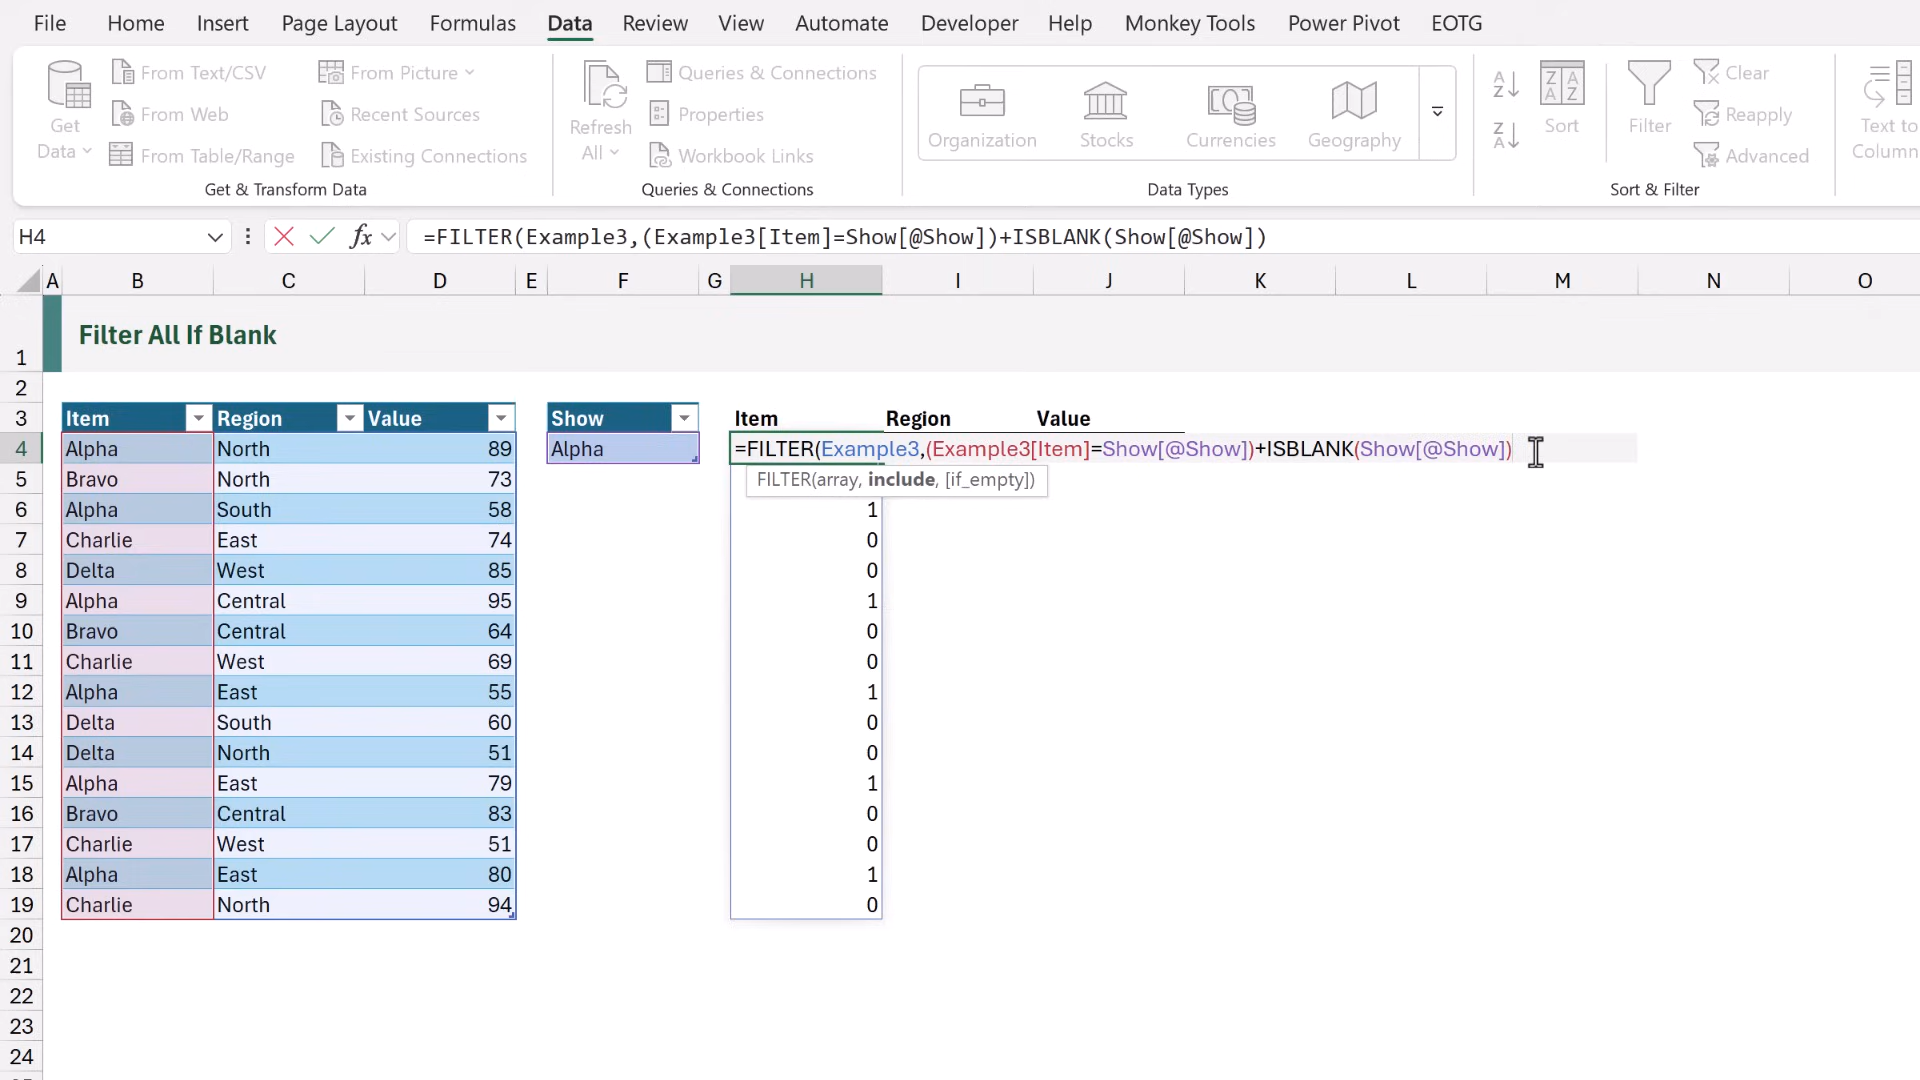 File Home Insert Page Layout Formulas Data Review View Automate Developer Help Monkey Tools Power Pivot EOTG
Get Data
From Text/CSV
From Web
From Table/Range
From Picture
Recent Sources
Existing Connections
Get & Transform Data
Refresh All
Queries & Connections
Properties
Workbook Links
Queries & Connections
Organization Stocks Currencies Geography
Data Types
Sort
Filter
Clear
Reapply
Advanced
Sort & Filter
Text to
Column
H4 fx =FILTER(Example3,(Example3[Item]=Show[@Show])+ISBLANK(Show[@Show])
A B C D E F G H I J K L M N O
1 Filter All If Blank
2
3 Item Region Value Show Item Region Value
4 Alpha North 89 Alpha =FILTER(Example3,(Example3[Item]=Show[@Show])+ISBLANK(Show[@Show])
FILTER(array, include, [if_empty])
5 Bravo North 73
6 Alpha South 58 1
7 Charlie East 74 0
8 Delta West 85 0
9 Alpha Central 95 1
10 Bravo Central 64 0
11 Charlie West 69 0
12 Alpha East 55 1
13 Delta South 60 0
14 Delta North 51 0
15 Alpha East 79 1
16 Bravo Central 83 0
17 Charlie West 51 0
18 Alpha East 80 1
19 Charlie North 94 0
20
21
22
23
24